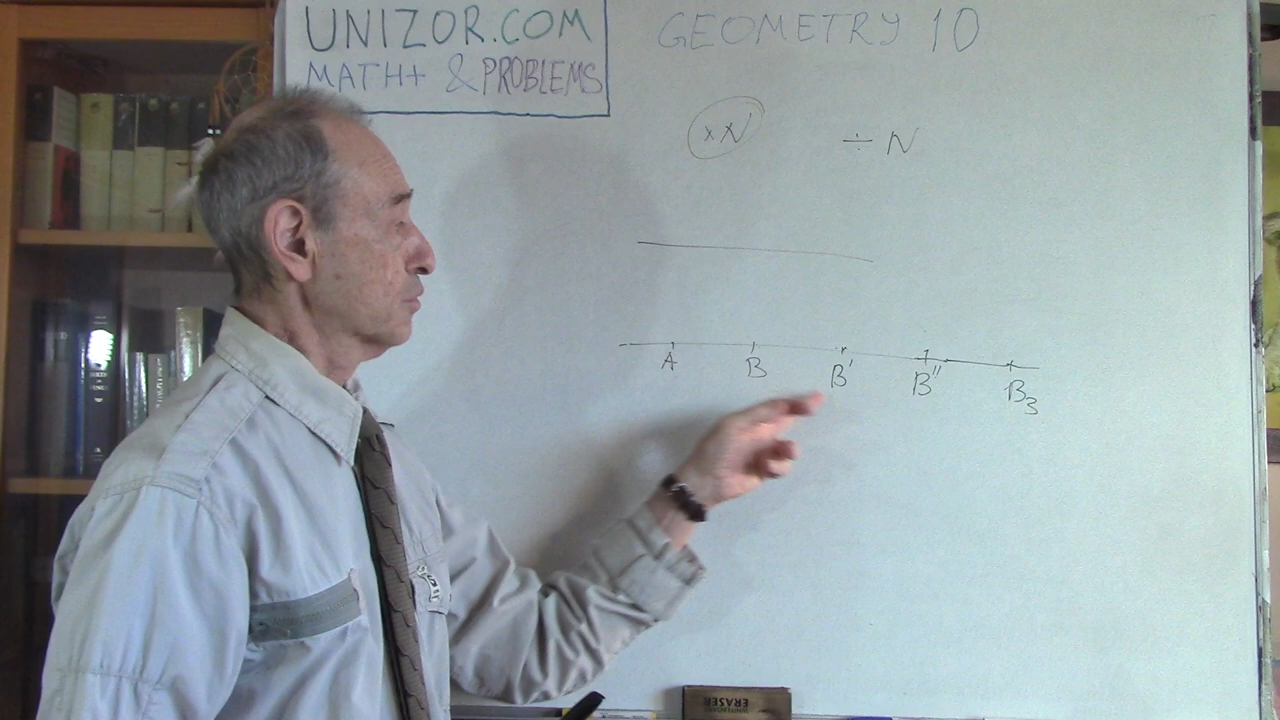 UNIZOR.COM
MATH+ & PROBLEMS
GEOMETRY 10
×N ÷N
A B B' B'' B₃
ERASER